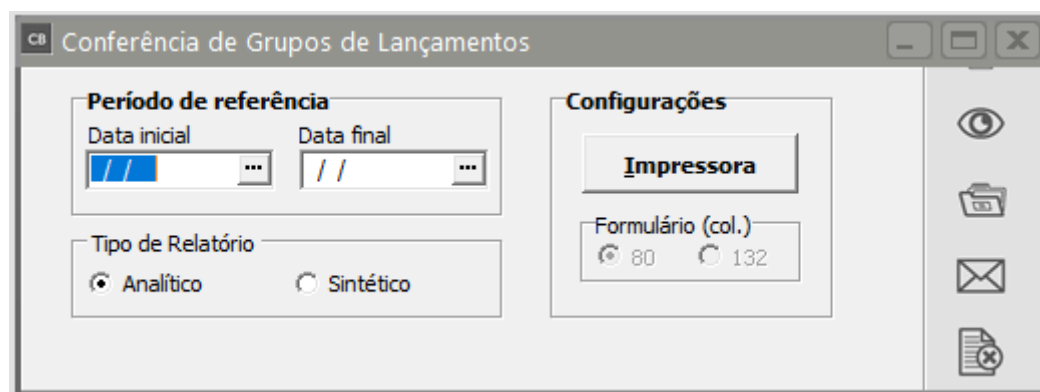 CB Conferência de Grupos de Lançamentos
Período de referência
Data inicial Data final
/ / ... / / ...
Tipo de Relatório
Analítico Sintético
Configurações
Impressora
Formulário (col.)
80 132